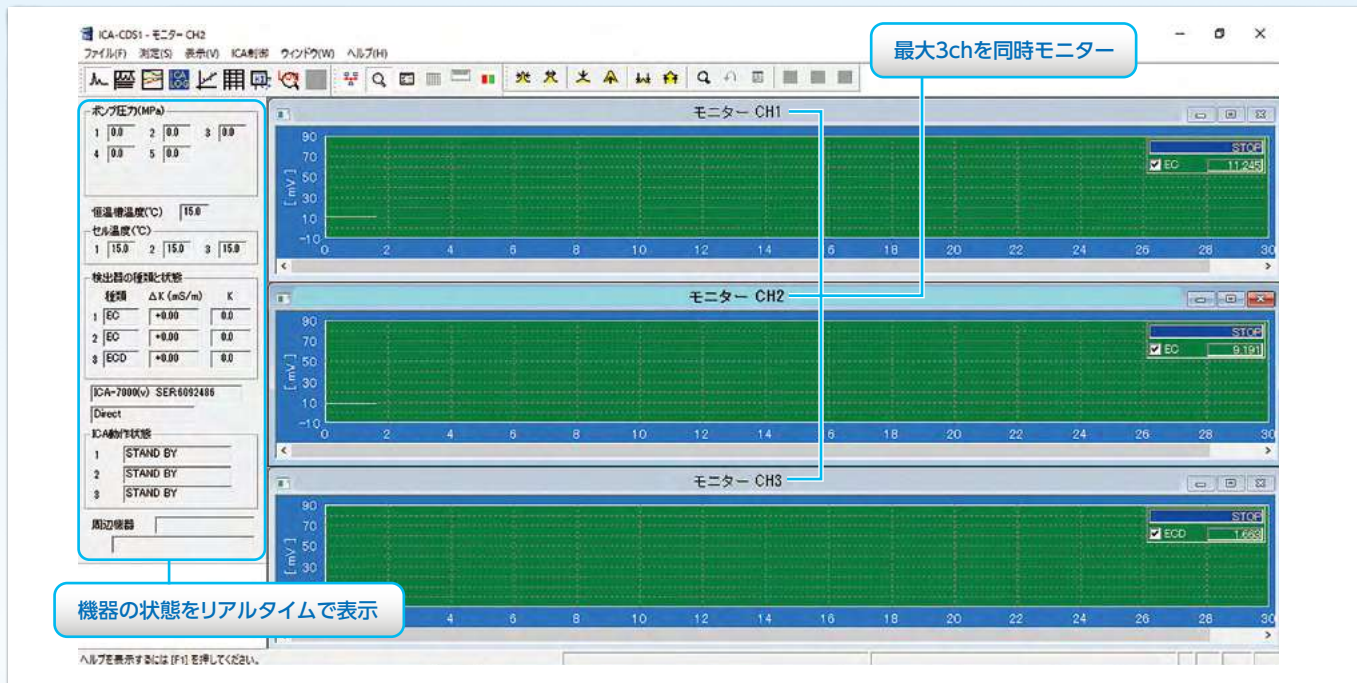 ICA-CDS1 - モニター CH2
ファイル(F) 測定(S) 表示(V) ICA制御 ウィンドウ(W) ヘルプ(H)
最大3chを同時モニター
ポンプ圧力(MPa)
1 0.0 2 0.0 3 0.0
4 0.0 5 0.0
恒温槽温度(℃) 15.0
セル温度(℃)
1 15.0 2 15.0 3 15.0
検出器の種類と状態
種類 ΔK (mS/m) K
1 EC +0.00 0.0
2 EC +0.00 0.0
3 ECD +0.00 0.0
ICA-7000(v) SER:6092486
Direct
ICA動作状態
1 STAND BY
2 STAND BY
3 STAND BY
周辺機器
機器の状態をリアルタイムで表示
モニター CH1
[mV]
90
70
50
30
10
-10
0 2 4 6 8 10 12 14 16 18 20 22 24 26 28 30
STOP
EC 11.245
モニター CH2
[mV]
90
70
50
30
10
-10
0 2 4 6 8 10 12 14 16 18 20 22 24 26 28 30
STOP
EC 9.191
モニター CH3
[mV]
90
70
50
30
4 6 8 10 12 14 16 18 20 22 24 26 28 30
STOP
ECD
ヘルプを表示するには [F1] を押してください。